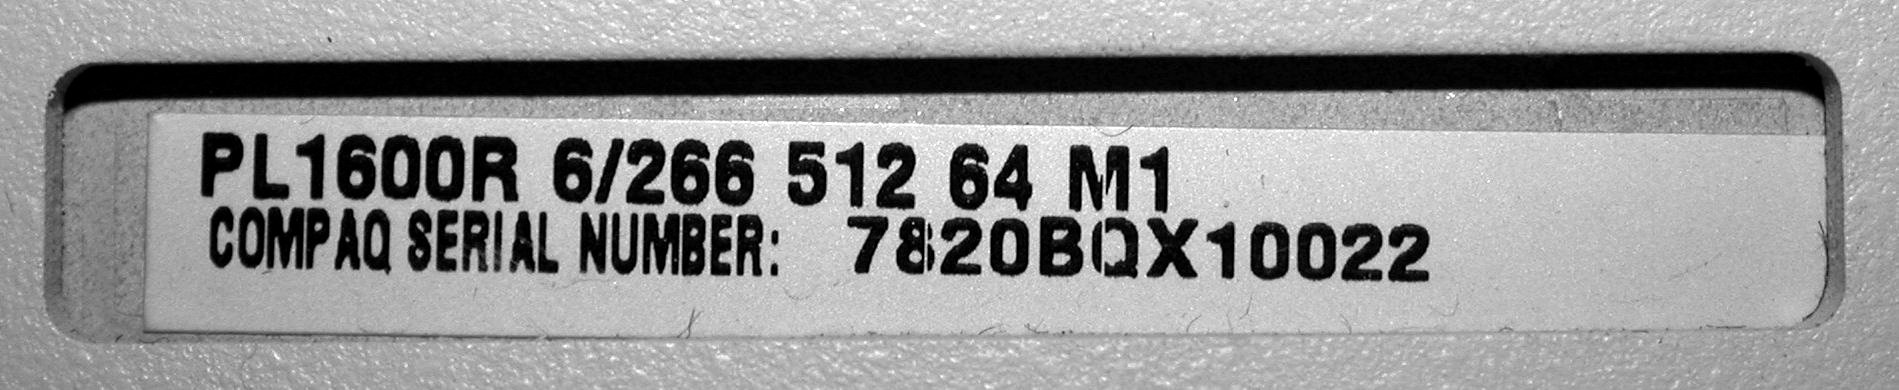 PL1600R 6/266 512 64 M1
COMPAQ SERIAL NUMBER: 7820BQX10022